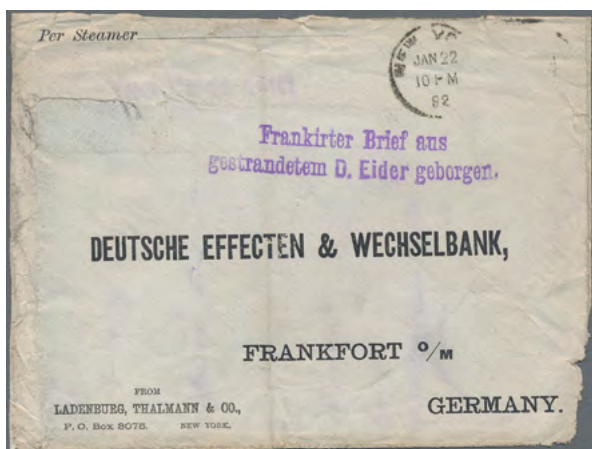 Per Steamer
JAN 22
10 PM
92
Frankirter Brief aus
gestrandetem D. Eider geborgen.
DEUTSCHE EFFECTEN & WECHSELBANK,
FRANKFORT O/M
GERMANY.
FROM
LADENBURG, THALMANN & CO.,
P. O. Box 8075. NEW YORK.